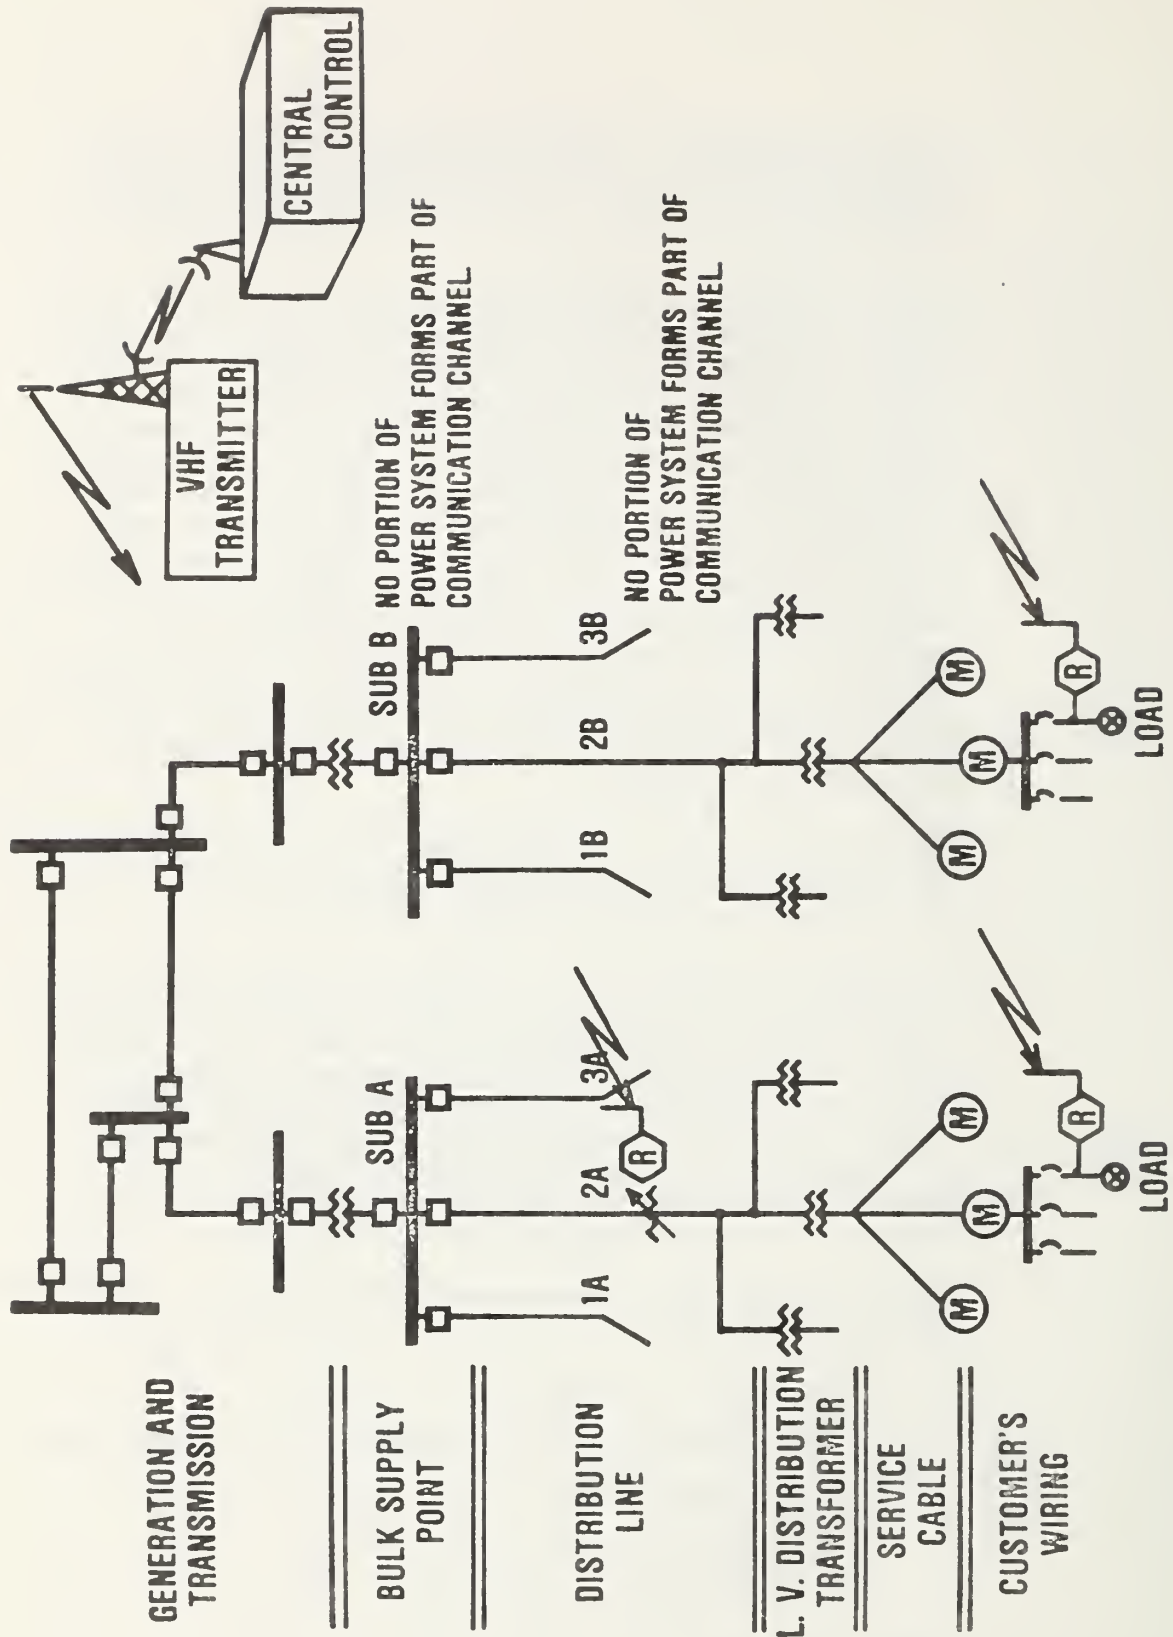 GENERATION AND
TRANSMISSION
BULK SUPPLY
POINT
DISTRIBUTION
LINE
L. V. DISTRIBUTION
TRANSFORMER
SERVICE
CABLE
CUSTOMER'S
WIRING
SUB A
1A
2A
3A
R
M
M
M
R
LOAD
SUB B
1B
2B
3B
M
M
M
R
LOAD
VHF
TRANSMITTER
CENTRAL
CONTROL
NO PORTION OF
POWER SYSTEM FORMS PART OF
COMMUNICATION CHANNEL.
NO PORTION OF
POWER SYSTEM FORMS PART OF
COMMUNICATION CHANNEL